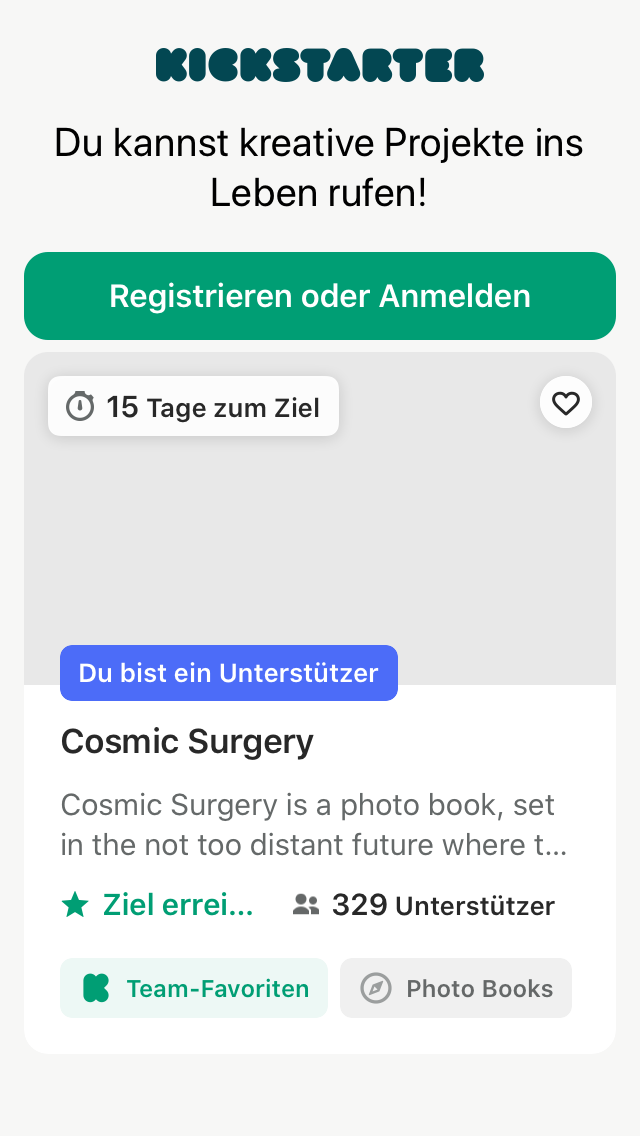 KICKSTARTER
Du kannst kreative Projekte ins
Leben rufen!
Registrieren oder Anmelden
15 Tage zum Ziel
Du bist ein Unterstützer
Cosmic Surgery
Cosmic Surgery is a photo book, set
in the not too distant future where t...
Ziel errei... 329 Unterstützer
Team-Favoriten Photo Books